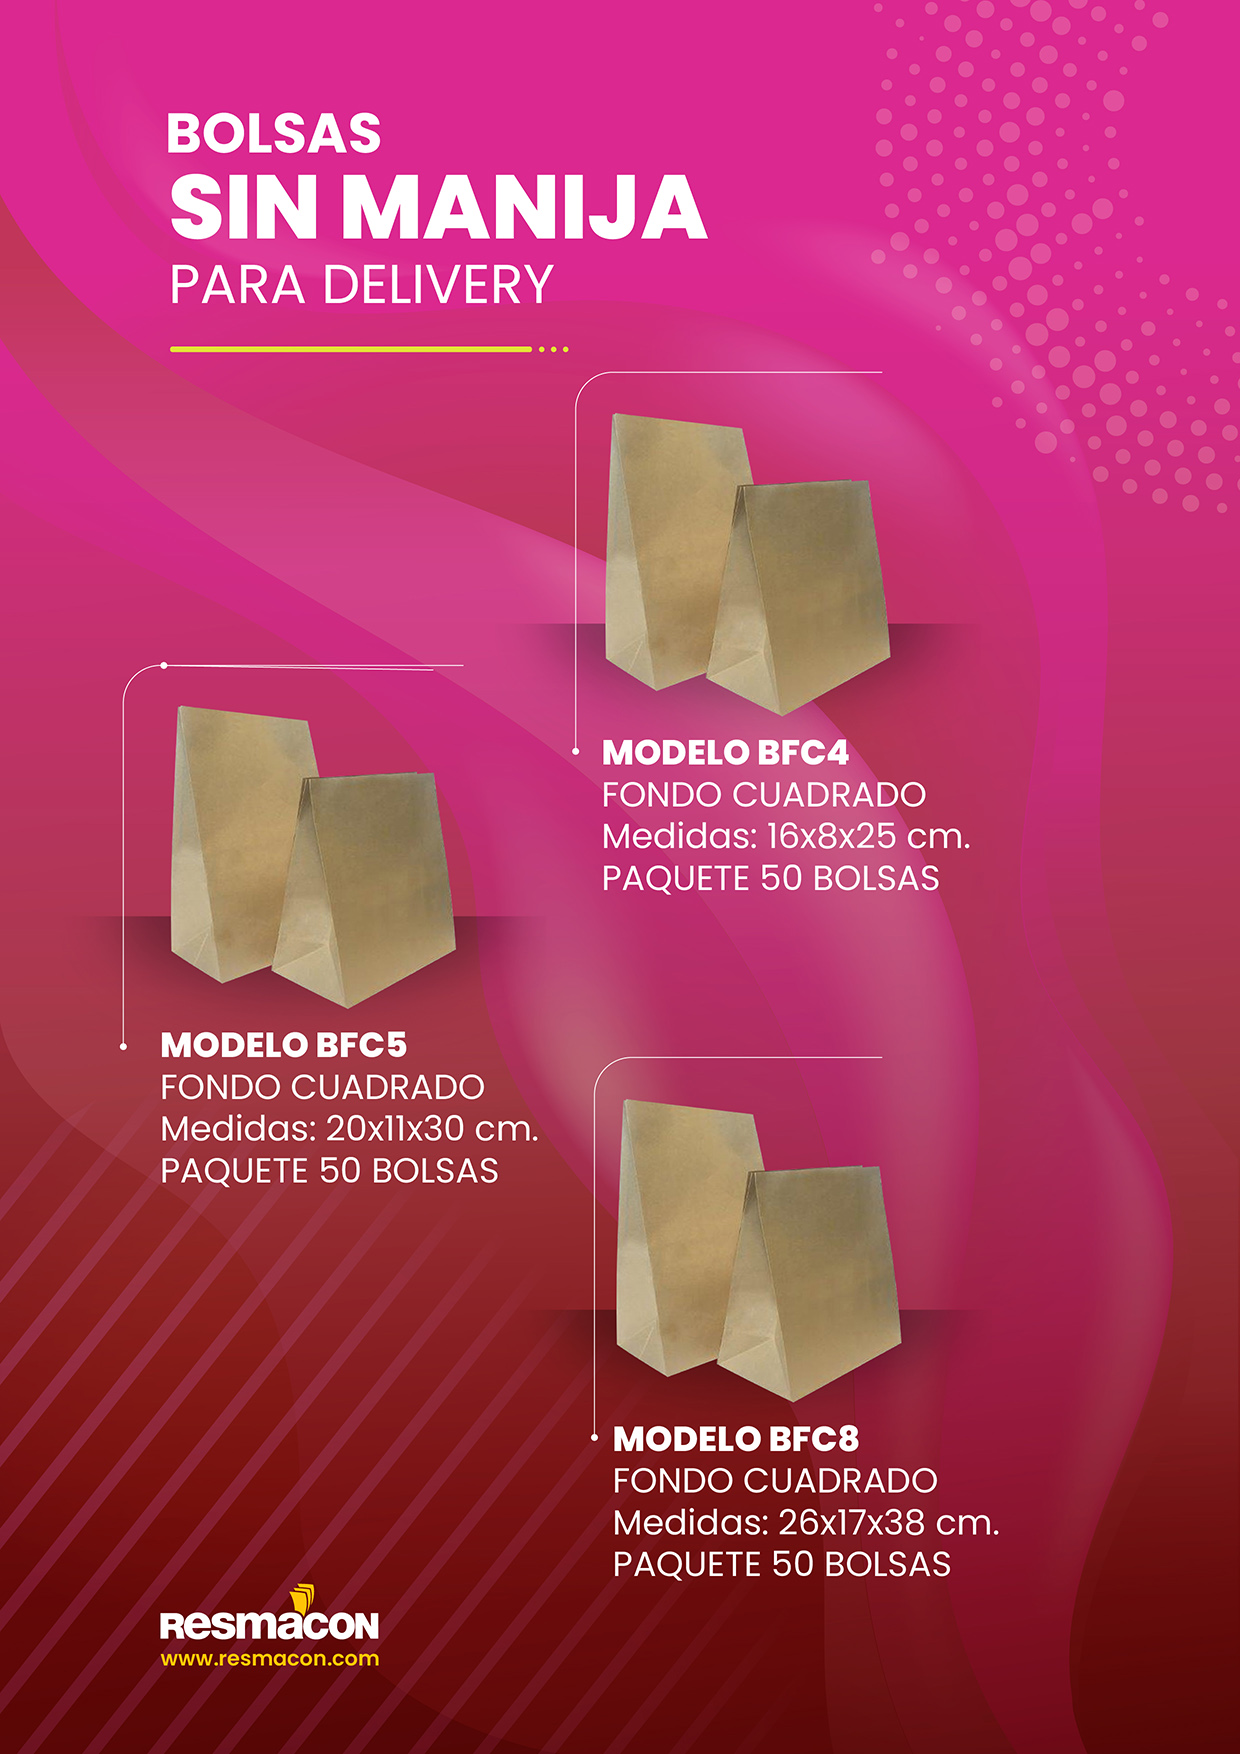 BOLSAS
SIN MANIJA
PARA DELIVERY
MODELO BFC4
FONDO CUADRADO
Medidas: 16x8x25 cm.
PAQUETE 50 BOLSAS
MODELO BFC5
FONDO CUADRADO
Medidas: 20x11x30 cm.
PAQUETE 50 BOLSAS
MODELO BFC8
FONDO CUADRADO
Medidas: 26x17x38 cm.
PAQUETE 50 BOLSAS
RESMACON
www.resmacon.com